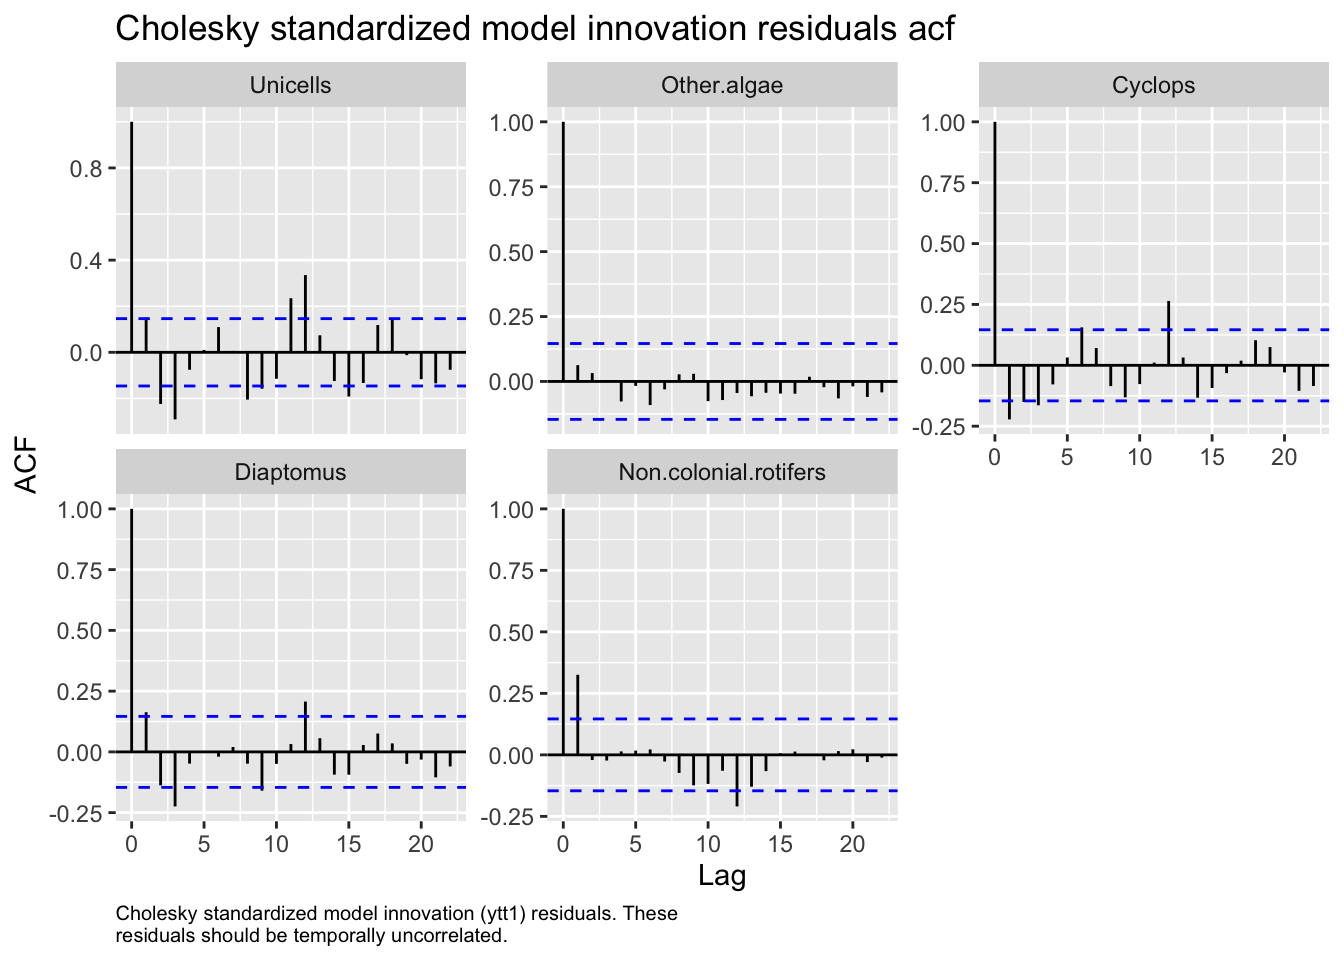 Cholesky standardized model innovation residuals acf
Unicells
Other.algae
Cyclops
0.8
0.4
0.0
1.00
0.75
0.50
0.25
0.00
1.00
0.75
0.50
0.25
0.00
-0.25
0 5 10 15 20
ACF
Diaptomus
Non.colonial.rotifers
1.00
0.75
0.50
0.25
0.00
-0.25
0 5 10 15 20
1.00
0.75
0.50
0.25
0.00
-0.25
0 5 10 15 20
Lag
Cholesky standardized model innovation (ytt1) residuals. These
residuals should be temporally uncorrelated.